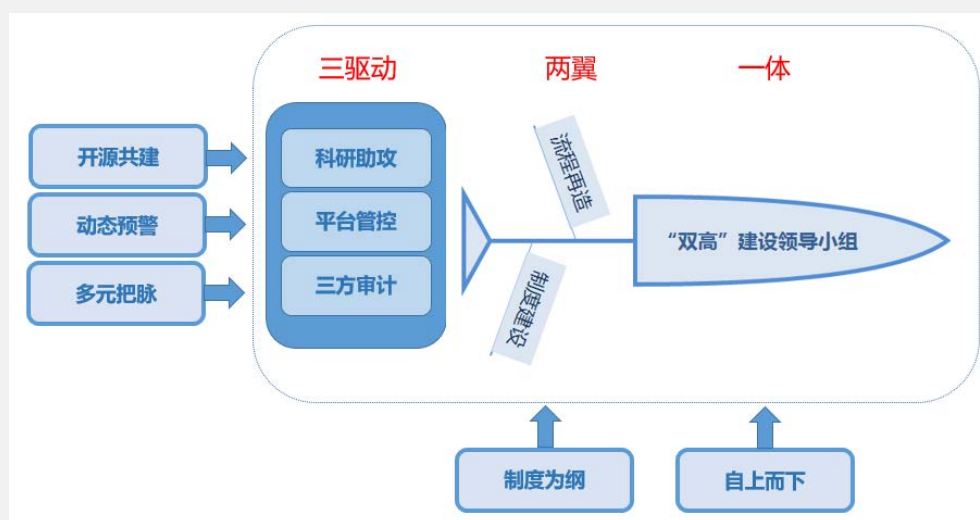 三驱动
两翼
一体
开源共建
动态预警
多元把脉
科研助攻
平台管控
三方审计
流程再造
制度建设
“双高”建设领导小组
制度为纲
自上而下